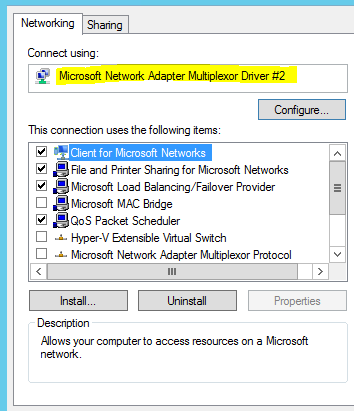 Networking
Sharing
Connect using:
Microsoft Network Adapter Multiplexor Driver #2
Configure...
This connection uses the following items:
Client for Microsoft Networks
File and Printer Sharing for Microsoft Networks
Microsoft Load Balancing/Failover Provider
Microsoft MAC Bridge
QoS Packet Scheduler
Hyper-V Extensible Virtual Switch
Microsoft Network Adapter Multiplexor Protocol
Install...
Uninstall
Properties
Description
Allows your computer to access resources on a Microsoft
network.